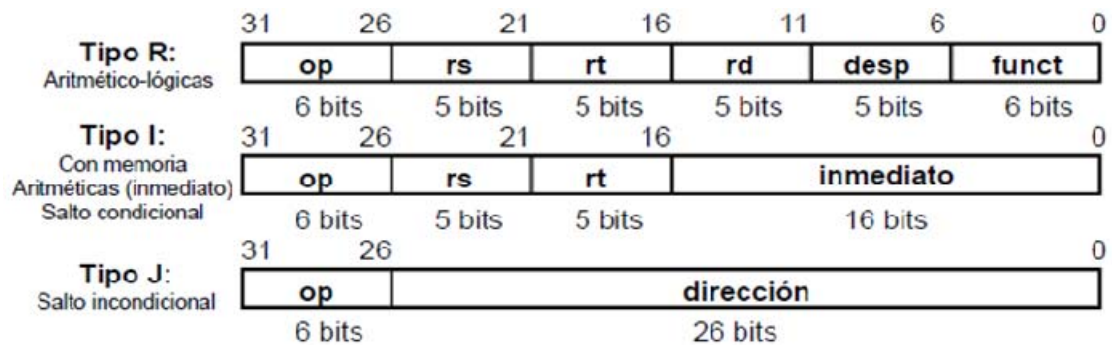 31 26 21 16 11 6 0
Tipo R: op rs rt rd desp funct
Aritmético-lógicas
6 bits 5 bits 5 bits 5 bits 5 bits 6 bits
Tipo I: 31 26 21 16 0
Con memoria
Aritméticas (inmediato) op rs rt inmediato
Salto condicional
6 bits 5 bits 5 bits 16 bits
31 26 0
Tipo J:
Salto incondicional op dirección
6 bits 26 bits